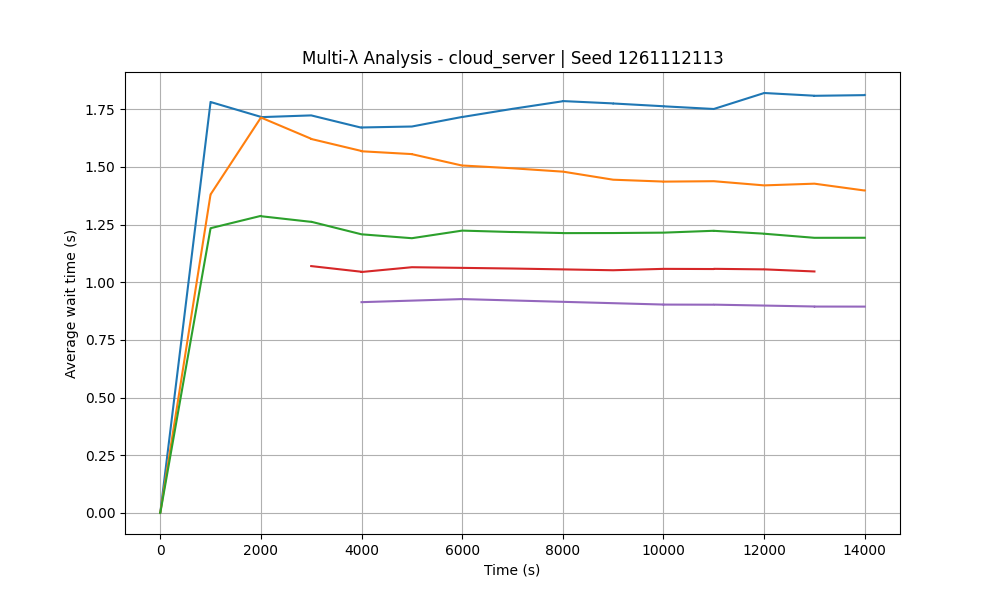 Multi-λ Analysis - cloud_server | Seed 1261112113
Average wait time (s)
1.75
1.50
1.25
1.00
0.75
0.50
0.25
0.00
0 2000 4000 6000 8000 10000 12000 14000
Time (s)